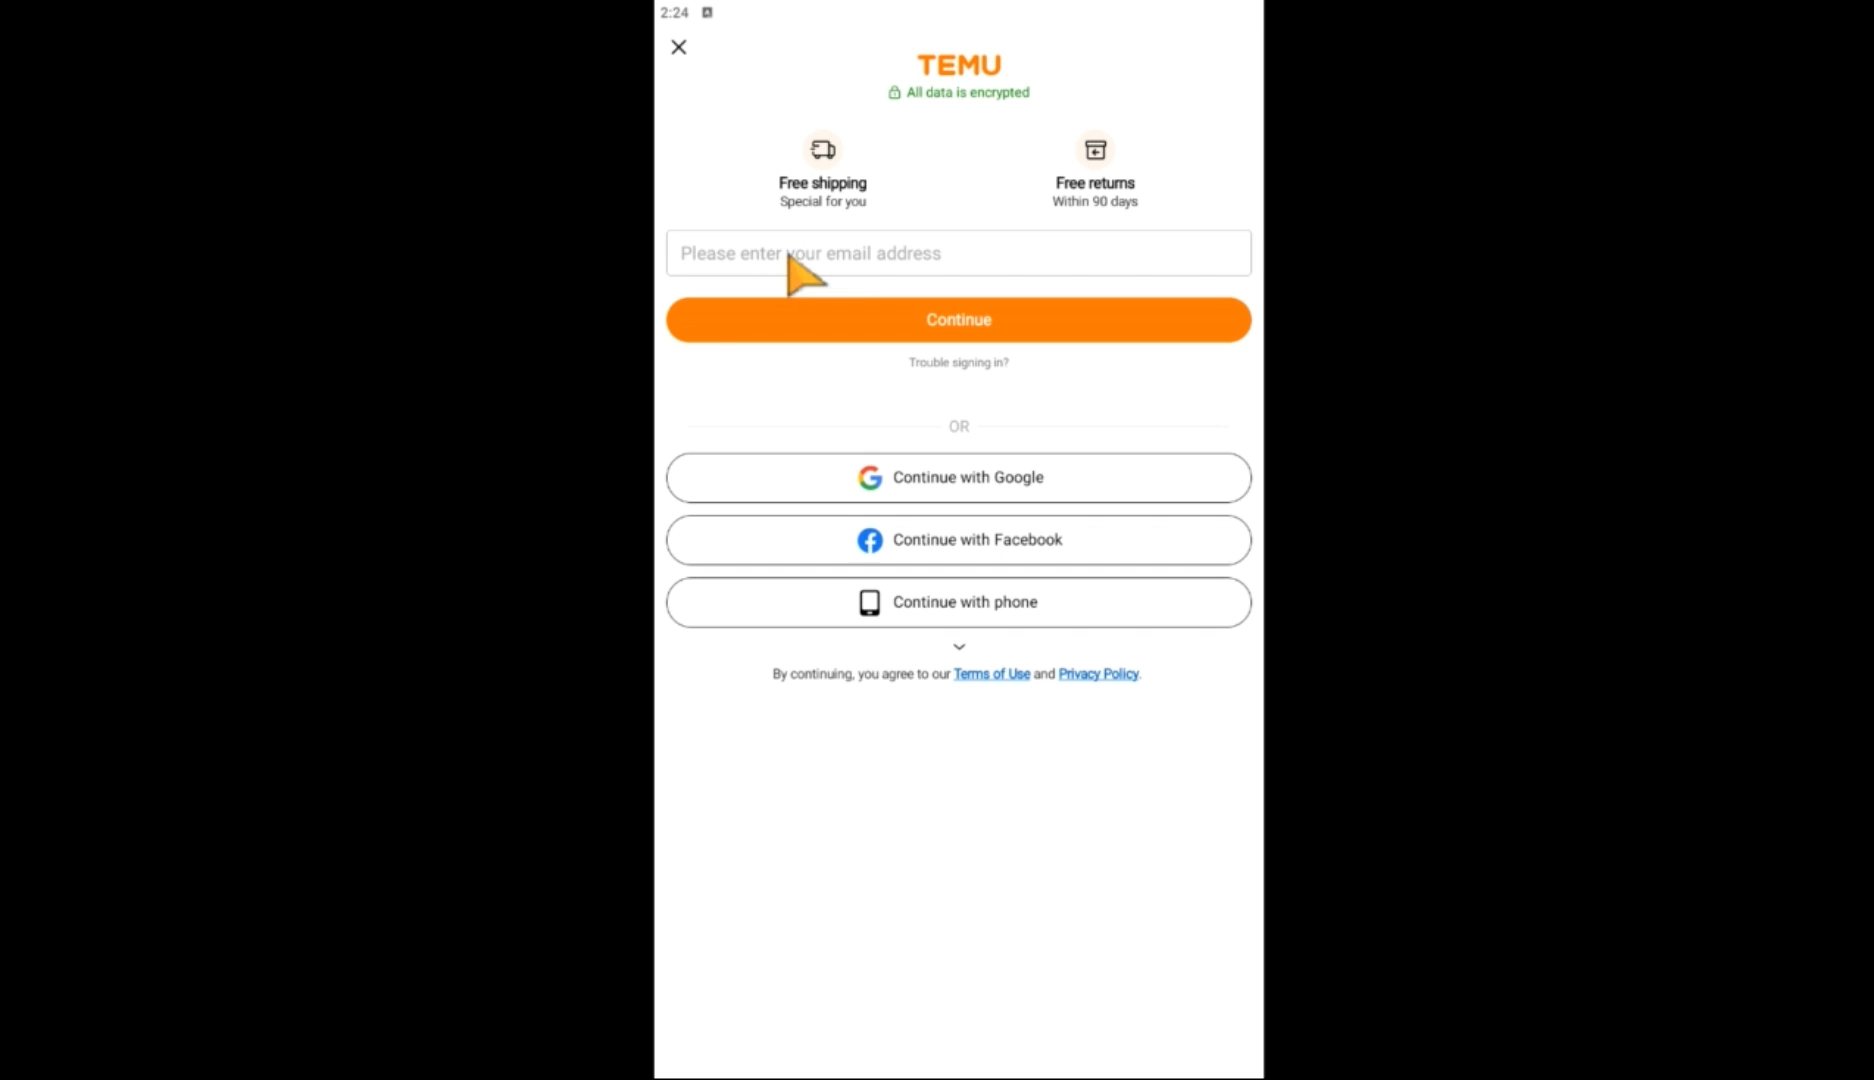 2:24
TEMU
All data is encrypted
Free shipping
Special for you
Free returns
Within 90 days
Please enter your email address
Continue
Trouble signing in?
OR
Continue with Google
Continue with Facebook
Continue with phone
By continuing, you agree to our Terms of Use and Privacy Policy.